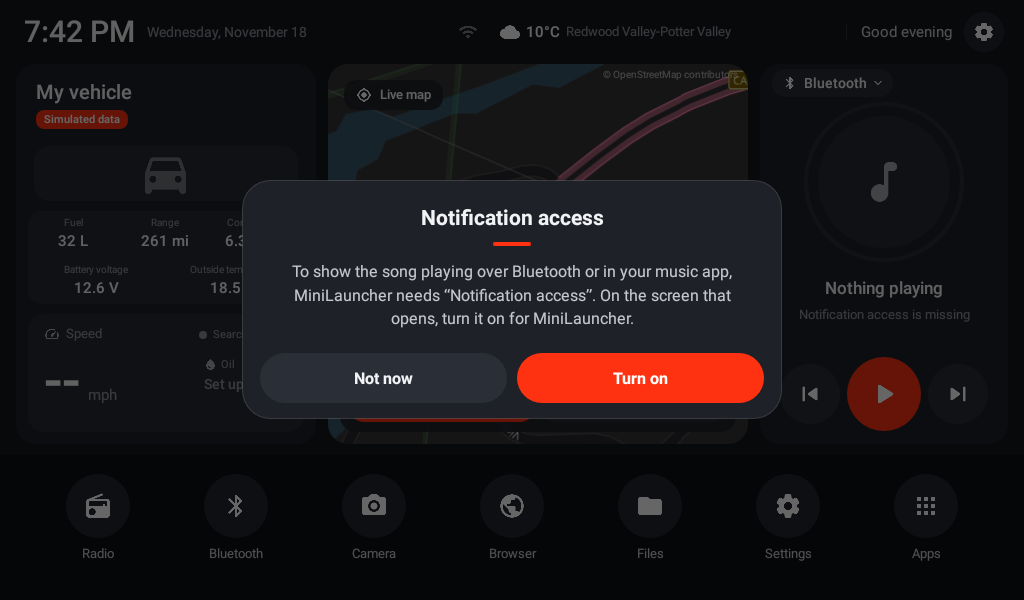 7:42 PM
Wednesday, November 18
10°C
Redwood Valley-Potter Valley
Good evening
My vehicle
Simulated data
Fuel
32 L
Range
261 mi
Battery voltage
12.6 V
18.5
Speed
mph
Oil
Live map
© OpenStreetMap contributors
CA
Bluetooth
Nothing playing
Notification access is missing
Notification access
To show the song playing over Bluetooth or in your music app,
MiniLauncher needs “Notification access”. On the screen that
opens, turn it on for MiniLauncher.
Not now
Turn on
Radio
Bluetooth
Camera
Browser
Files
Settings
Apps